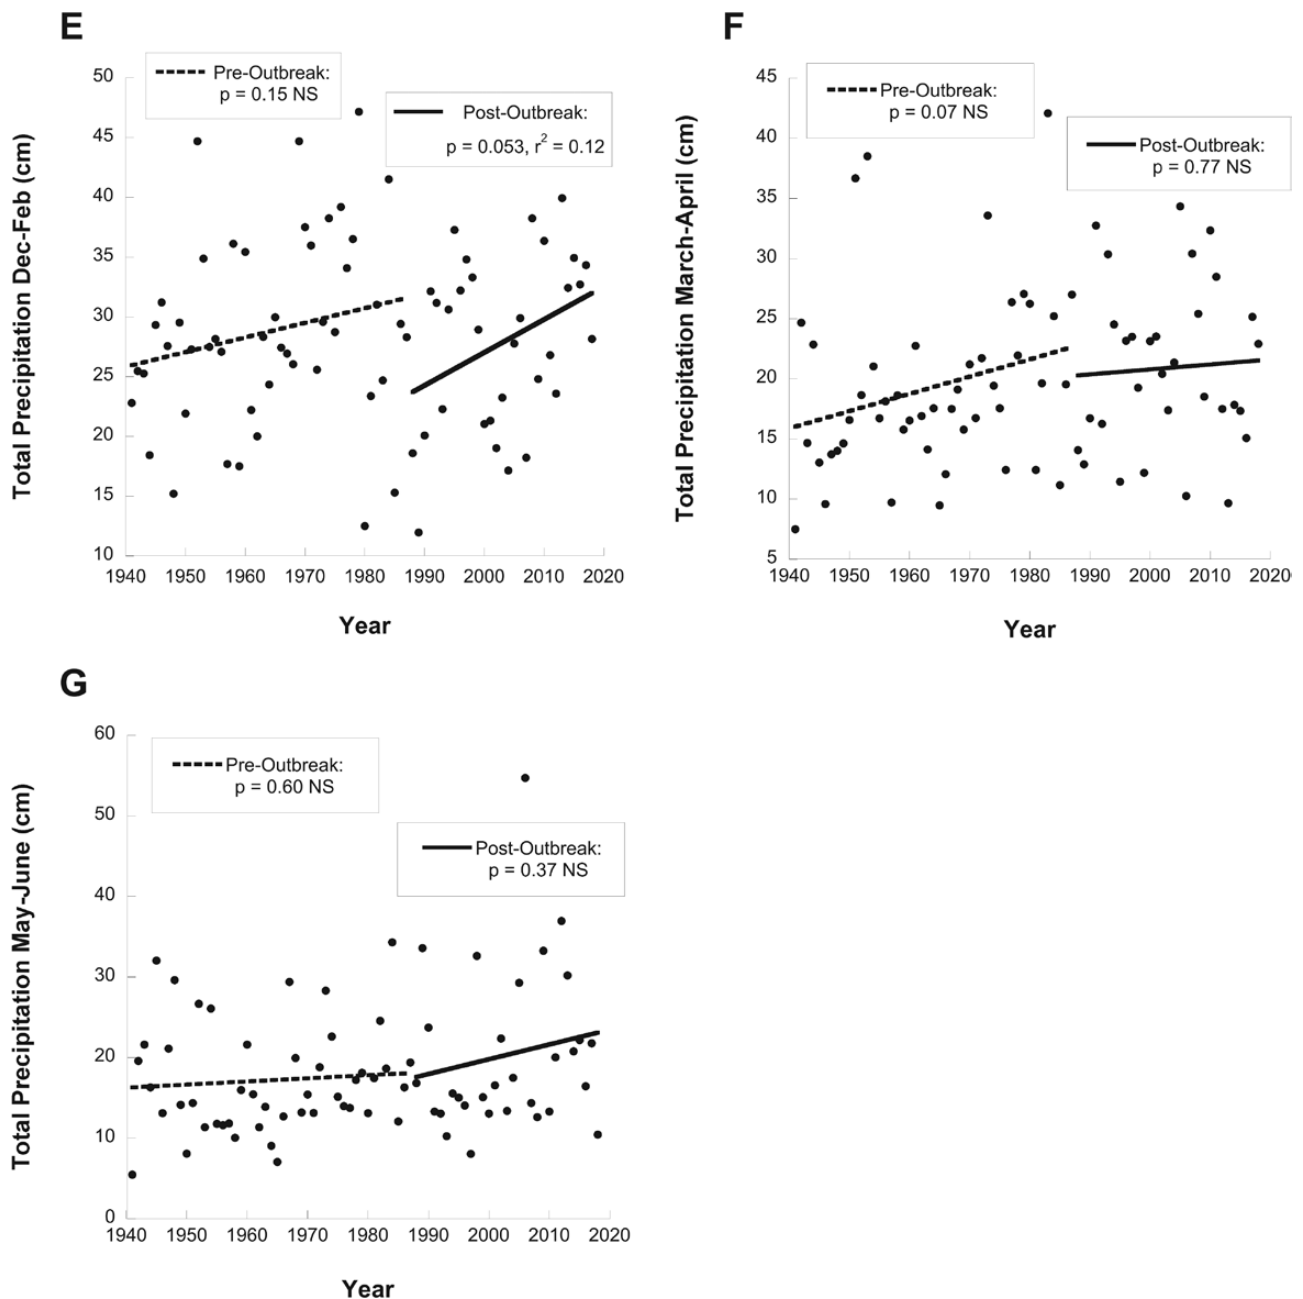 E
Pre-Outbreak:
p = 0.15 NS
Post-Outbreak:
p = 0.053, r² = 0.12
Total Precipitation Dec-Feb (cm)
50
45
40
35
30
25
20
15
10
1940 1950 1960 1970 1980 1990 2000 2010 2020
Year
F
Pre-Outbreak:
p = 0.07 NS
Post-Outbreak:
p = 0.77 NS
Total Precipitation March-April (cm)
45
40
35
30
25
20
15
10
5
1940 1950 1960 1970 1980 1990 2000 2010 2020
Year
G
Pre-Outbreak:
p = 0.60 NS
Post-Outbreak:
p = 0.37 NS
Total Precipitation May-June (cm)
60
50
40
30
20
10
0
1940 1950 1960 1970 1980 1990 2000 2010 2020
Year